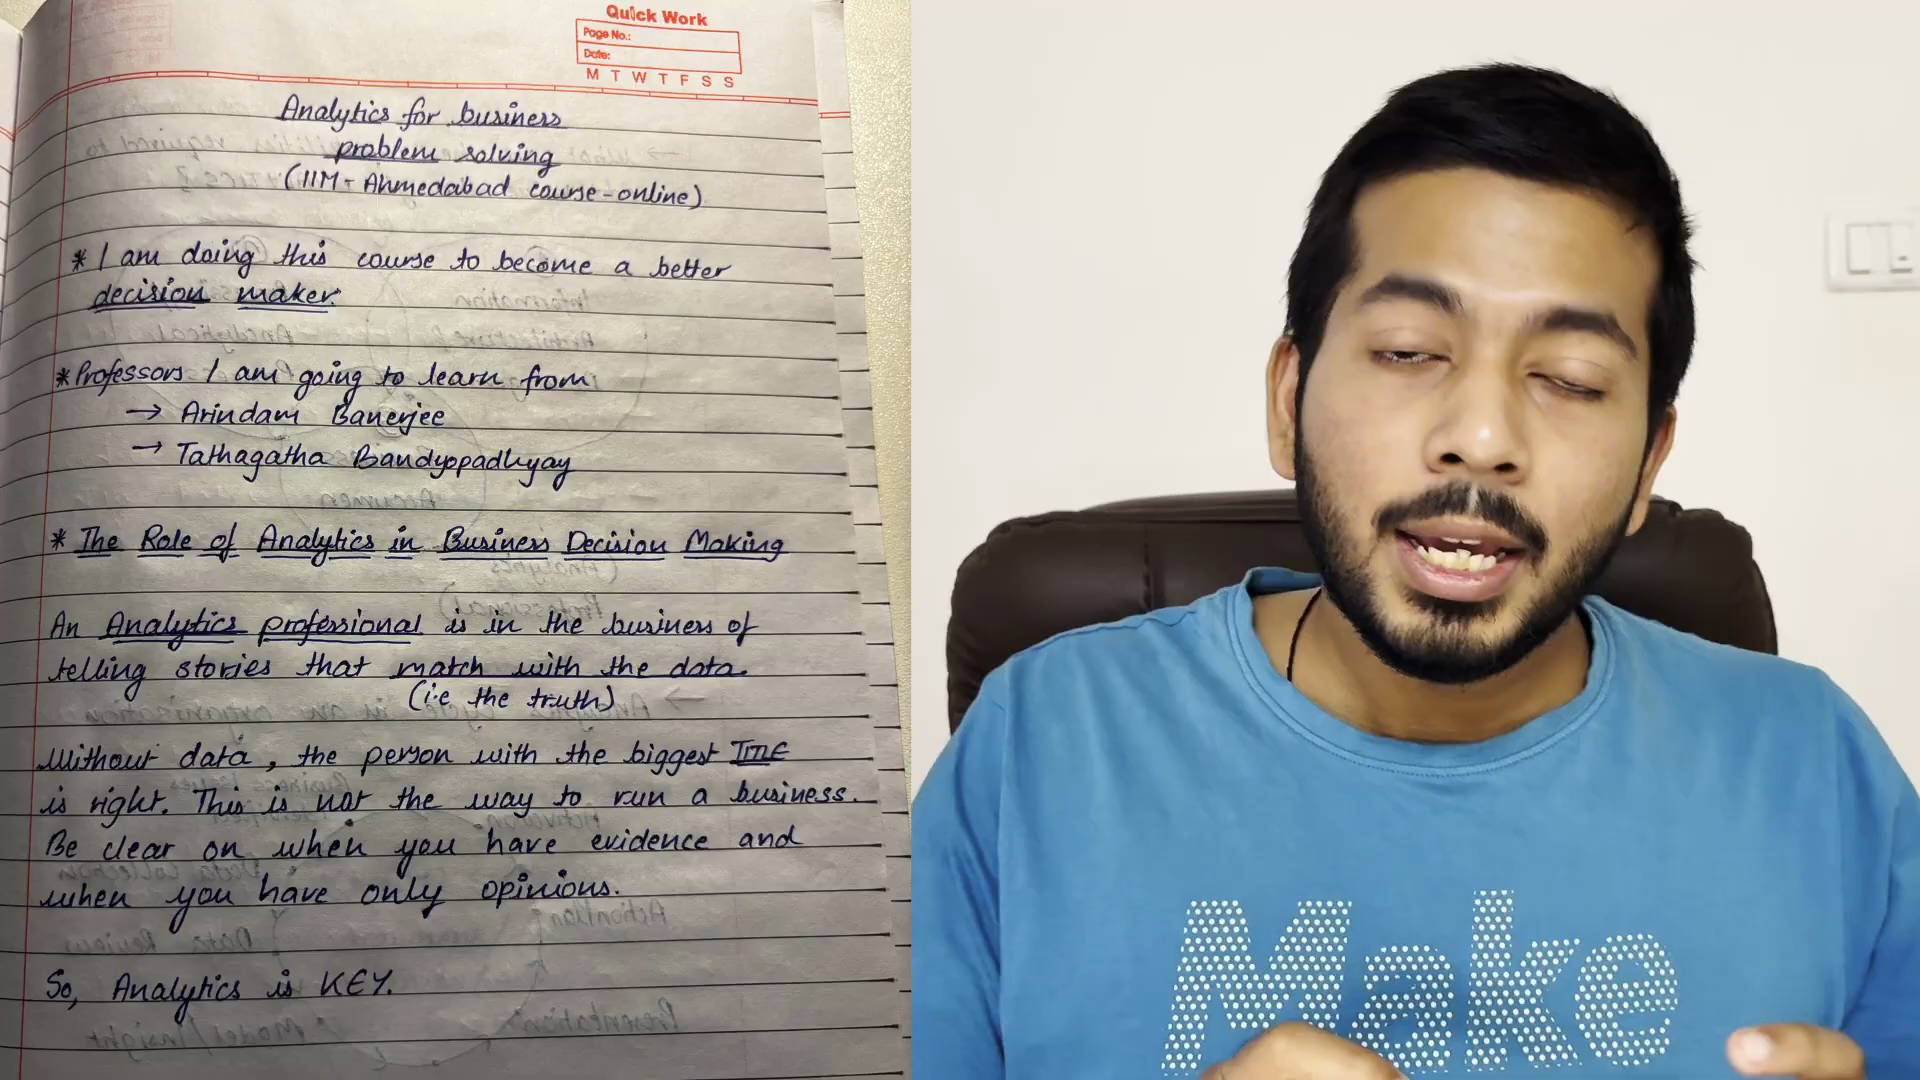 Quick Work
Page No.:
Date:
M T W T F S S
Analytics for business
problem solving
(IIM - Ahmedabad course - online)
* I am doing this course to become a better
decision maker.
* Professors I am going to learn from
→ Arindam Banerjee
→ Tathagatha Bandyopadhyay
* The Role of Analytics in Business Decision Making
An Analytics professional is in the business of
telling stories that match with the data.
(i.e the truth)
Without data, the person with the biggest TITLE
is right. This is not the way to run a business.
Be clear on when you have evidence and
when you have only opinions.
So, Analytics is KEY.
Make